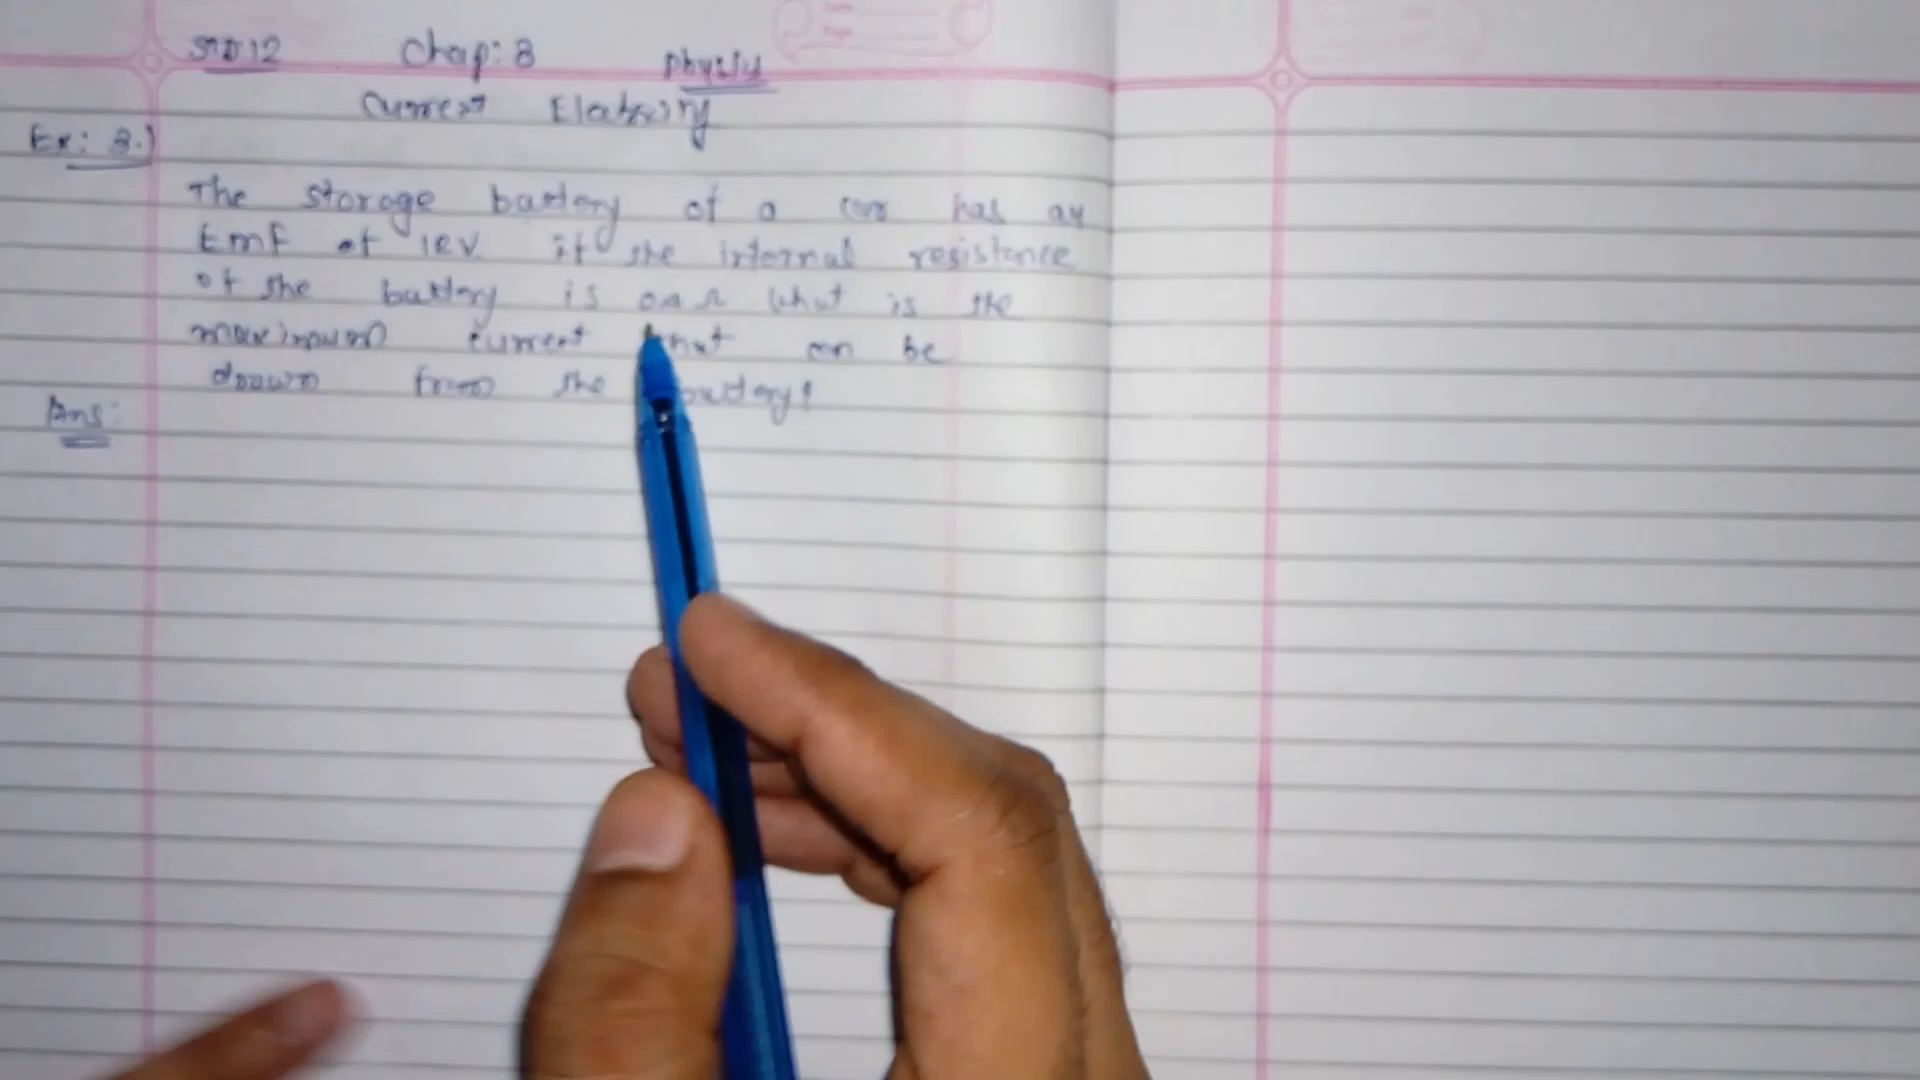 STD 12 Chap: 3 Physics
Current Electricity
Ex: 3.1
The storage battery of a car has an
Emf of 12V if the internal resistance
of the battery is 0.4 Ω What is the
maximum current that can be
drawn from the battery?
Ans: